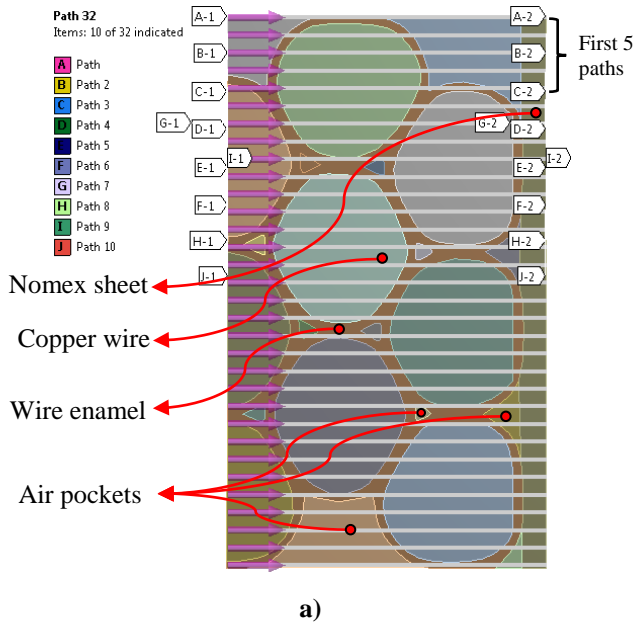 Path 32
Items: 10 of 32 indicated
A Path
B Path 2
C Path 3
D Path 4
E Path 5
F Path 6
G Path 7
H Path 8
I Path 9
J Path 10
A-1
B-1
C-1
G-1
D-1
I-1
E-1
F-1
H-1
J-1
A-2
B-2
C-2
G-2
D-2
E-2
I-2
F-2
H-2
J-2
First 5
paths
Nomex sheet
Copper wire
Wire enamel
Air pockets
a)